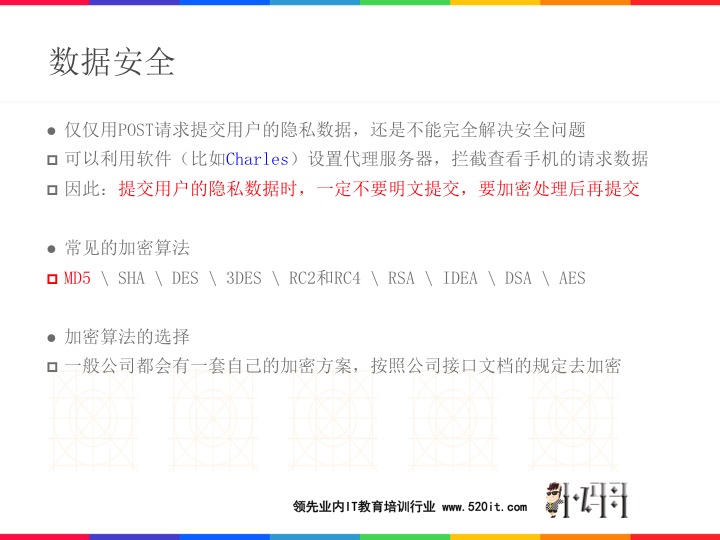 数据安全
仅仅用POST请求提交用户的隐私数据，还是不能完全解决安全问题
可以利用软件（比如Charles）设置代理服务器，拦截查看手机的请求数据
因此：提交用户的隐私数据时，一定不要明文提交，要加密处理后再提交
常见的加密算法
MD5 \ SHA \ DES \ 3DES \ RC2和RC4 \ RSA \ IDEA \ DSA \ AES
加密算法的选择
一般公司都会有一套自己的加密方案，按照公司接口文档的规定去加密
领先业内IT教育培训行业 www.520it.com
小码哥